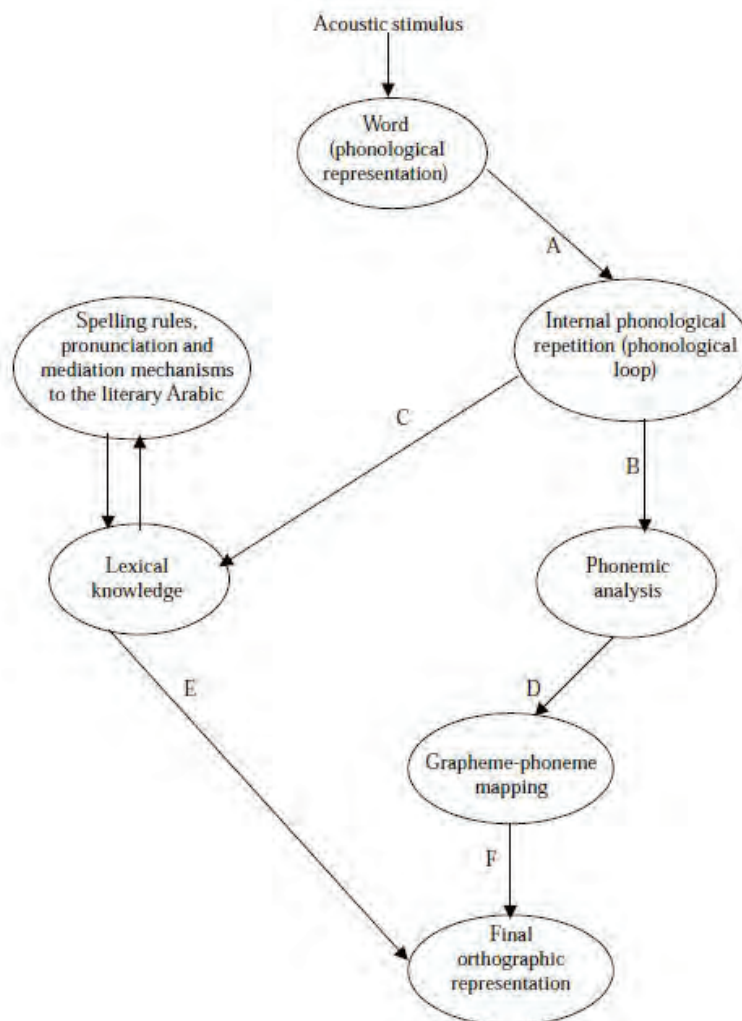 Acoustic stimulus
Word
(phonological
representation)
A
Internal phonological
repetition (phonological
loop)
Spelling rules,
pronunciation and
mediation mechanisms
to the literary Arabic
C
B
Lexical
knowledge
Phonemic
analysis
E
D
Grapheme-phoneme
mapping
F
Final
orthographic
representation